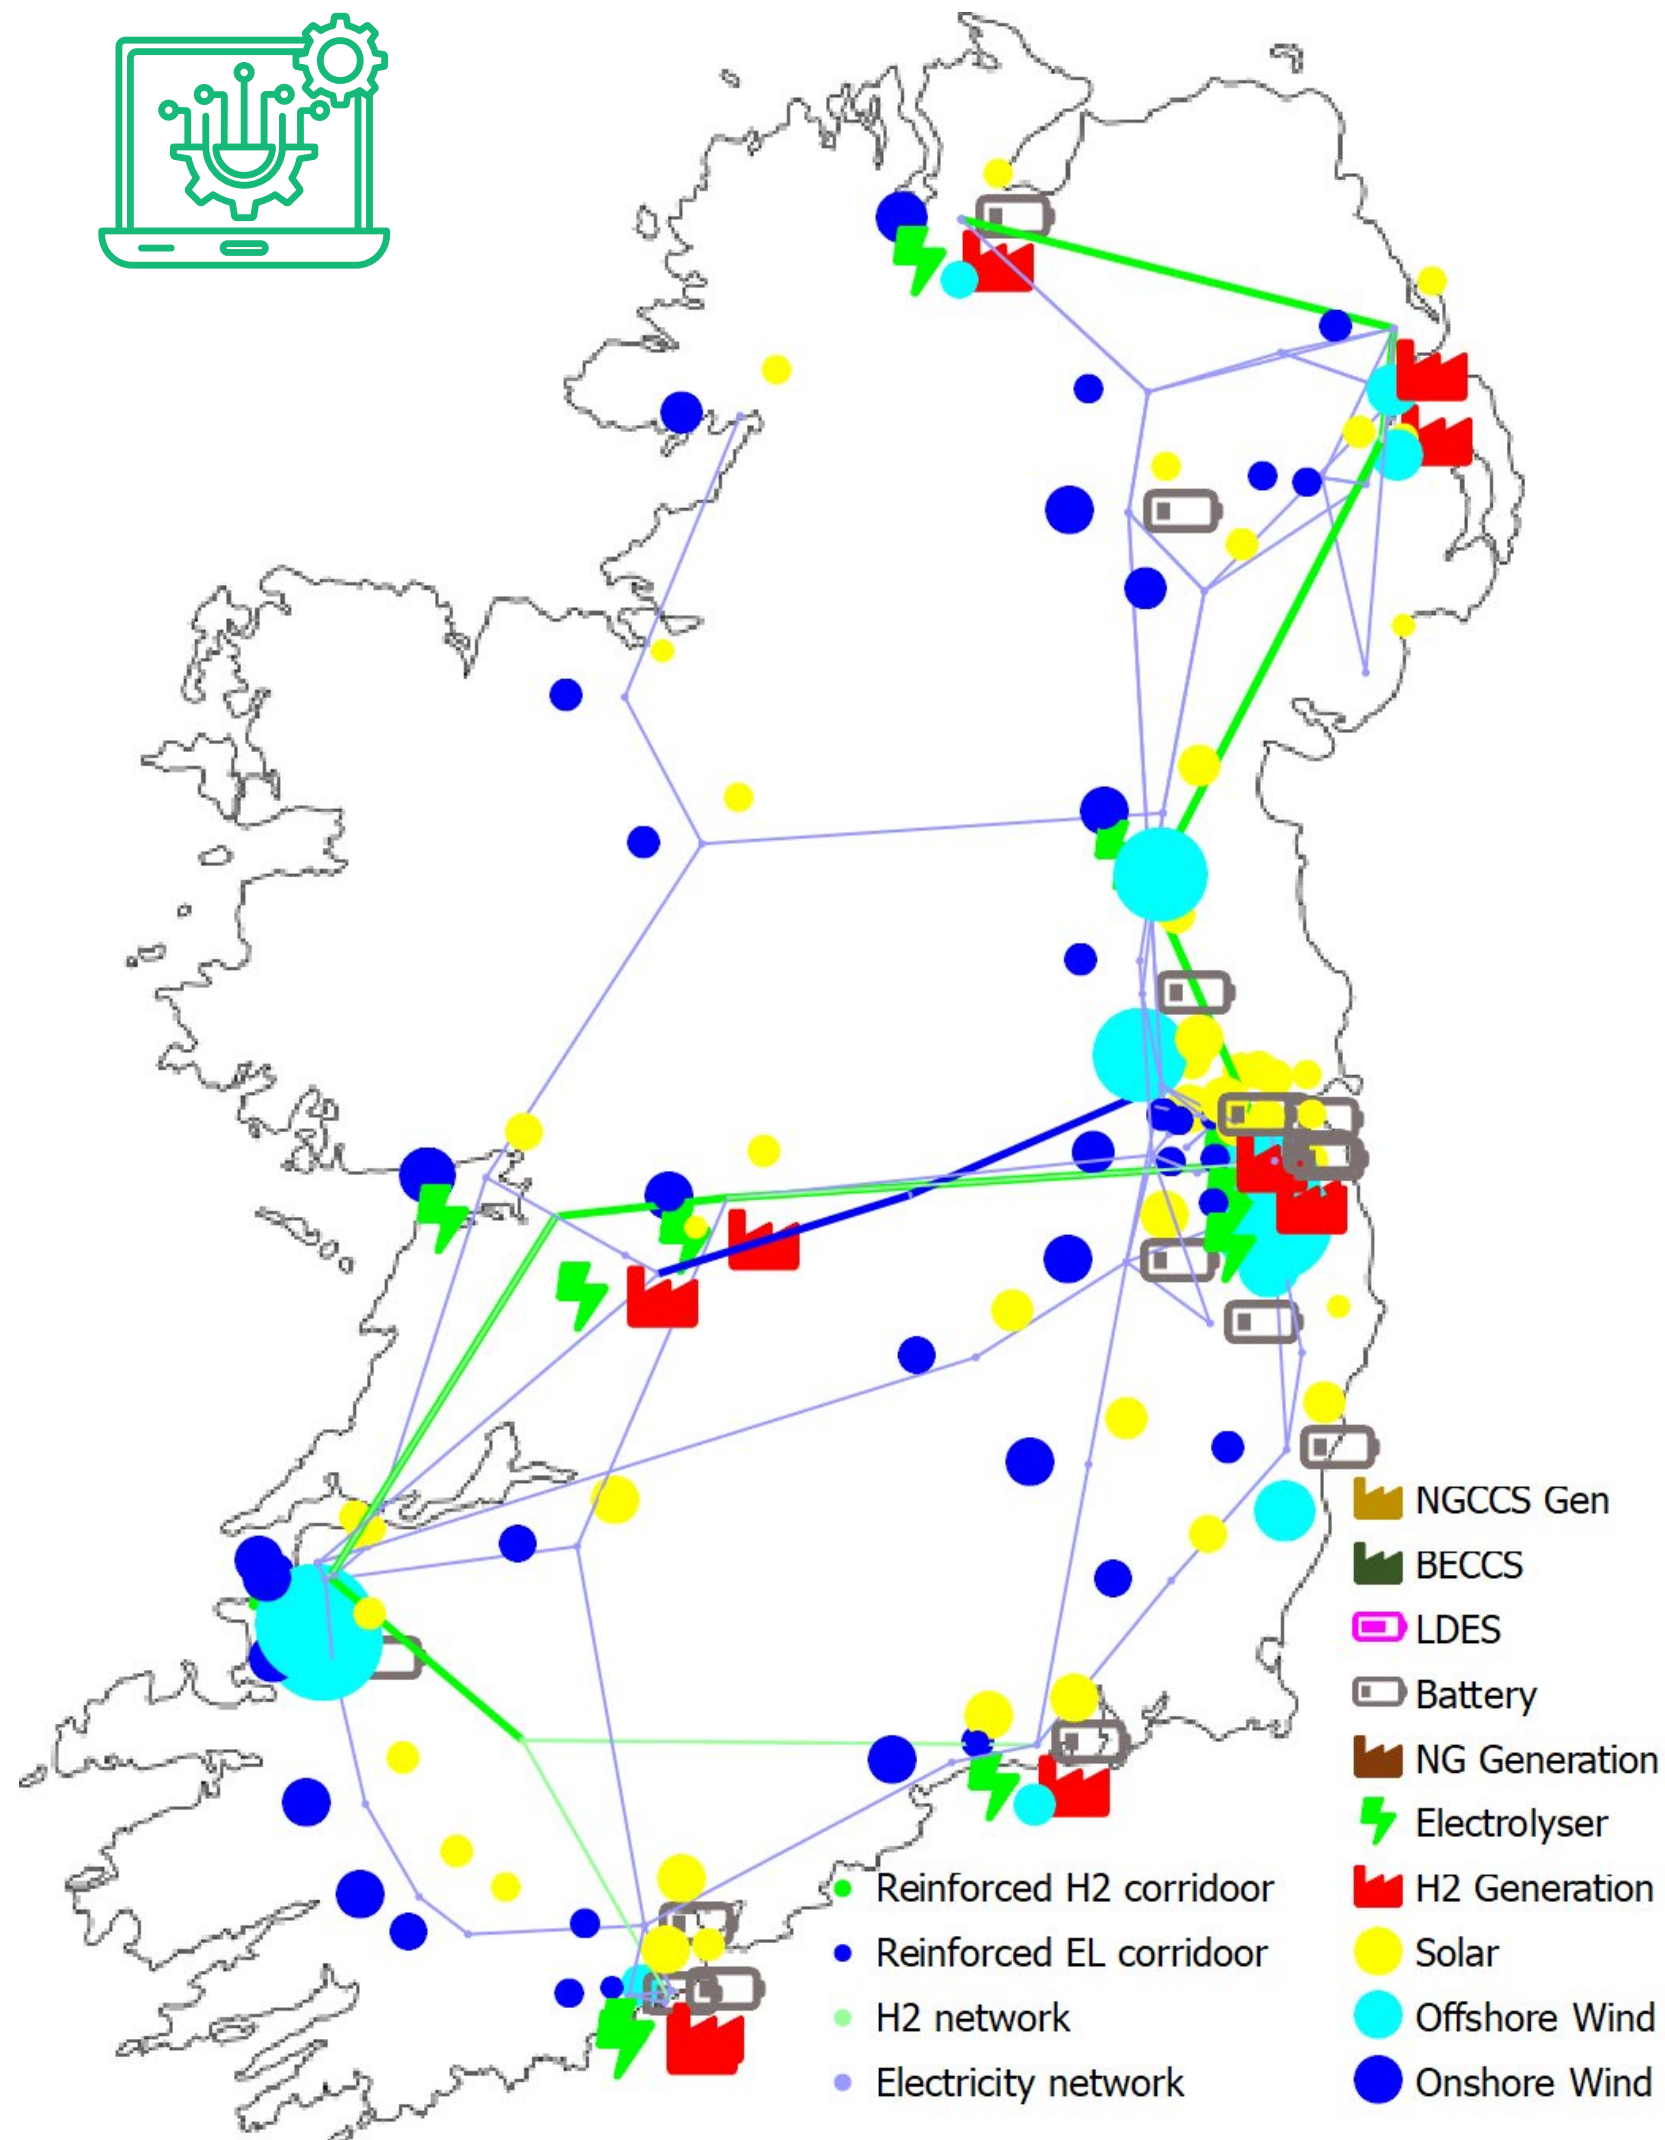 NGCCS Gen
BECCS
LDES
Battery
NG Generation
Electrolyser
Reinforced H2 corridoor
H2 Generation
Reinforced EL corridoor
Solar
H2 network
Offshore Wind
Electricity network
Onshore Wind